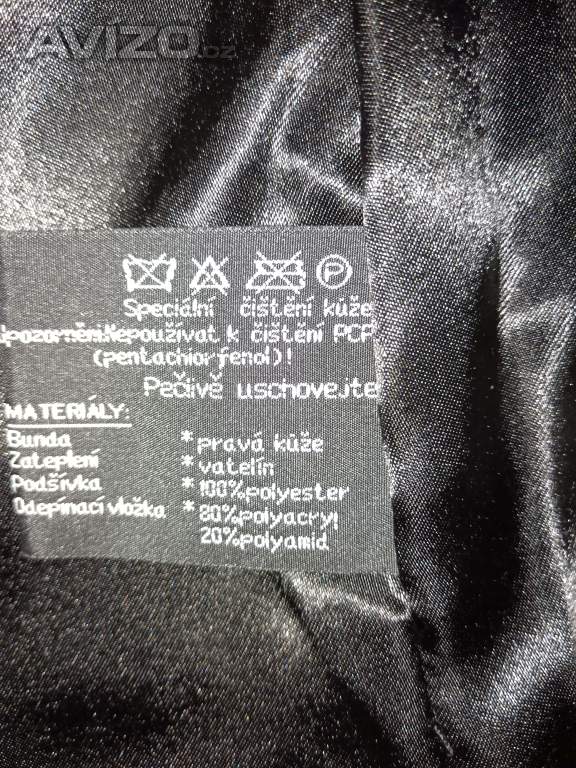 AVIZO.cz
P
Speciální čištění kůže
Upozornění:Nepoužívat k čištění PCP
(pentachlorfenol)!
Pečlivě uschovejte
MATERIÁLY:
Bunda *pravá kůže
Zateplení *vatelín
Podšívka *100%polyester
Odepínací vložka *80%polyacryl
20%polyamid